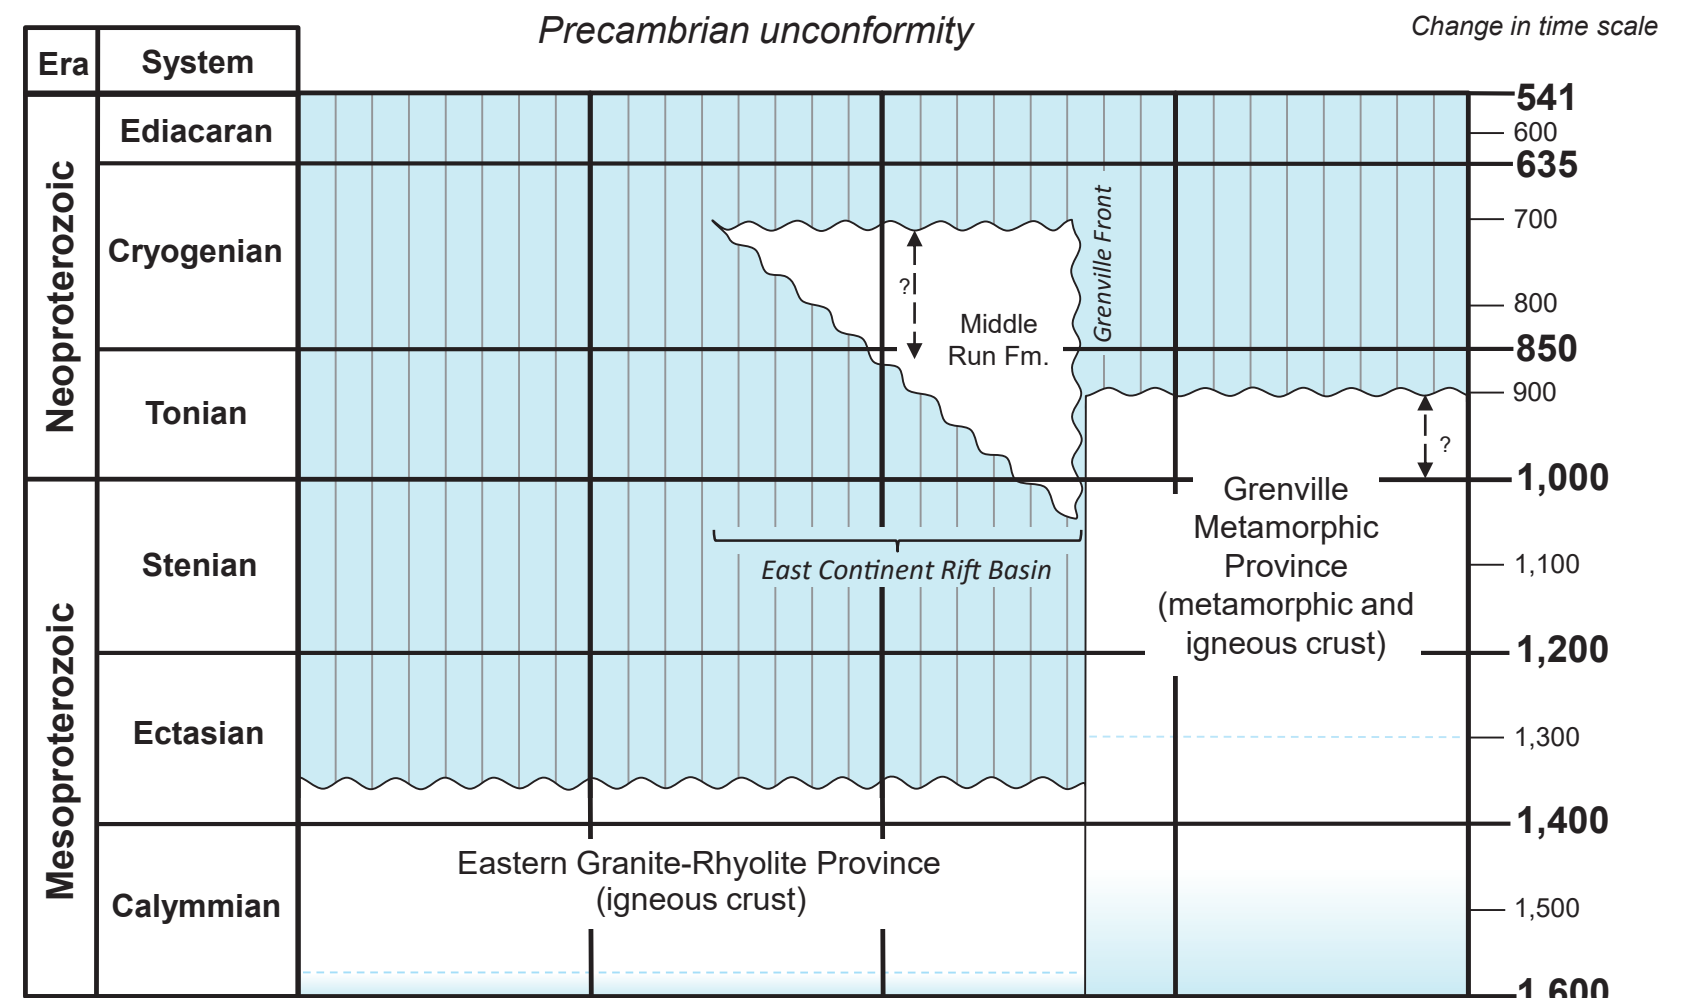 Precambrian unconformity
Change in time scale
Era
System
541
Ediacaran
600
635
Neoproterozoic
Grenville Front
700
Cryogenian
?
800
Middle
Run Fm.
850
900
Tonian
?
1,000
Grenville
Metamorphic
Province
(metamorphic and
igneous crust)
East Continent Rift Basin
Stenian
1,100
Mesoproterozoic
1,200
Ectasian
1,300
1,400
Eastern Granite-Rhyolite Province
(igneous crust)
Calymmian
1,500
1,600